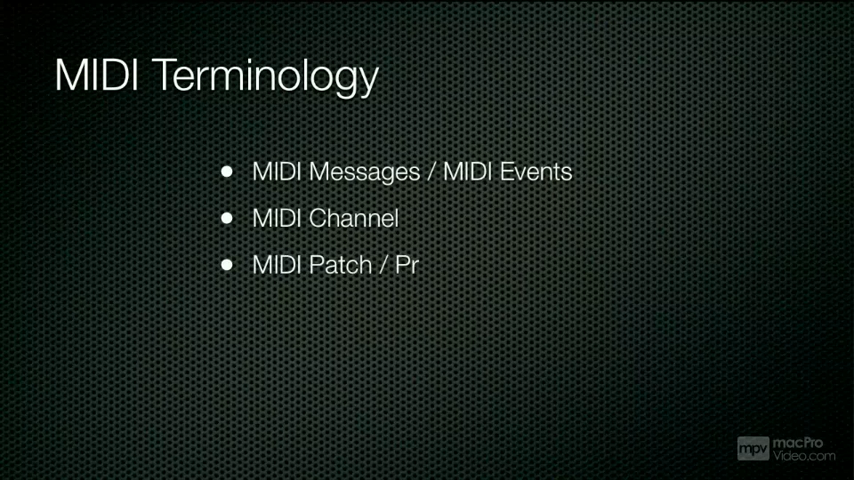 MIDI Terminology
● MIDI Messages / MIDI Events
● MIDI Channel
● MIDI Patch / Pr
mpv macPro
Video.com